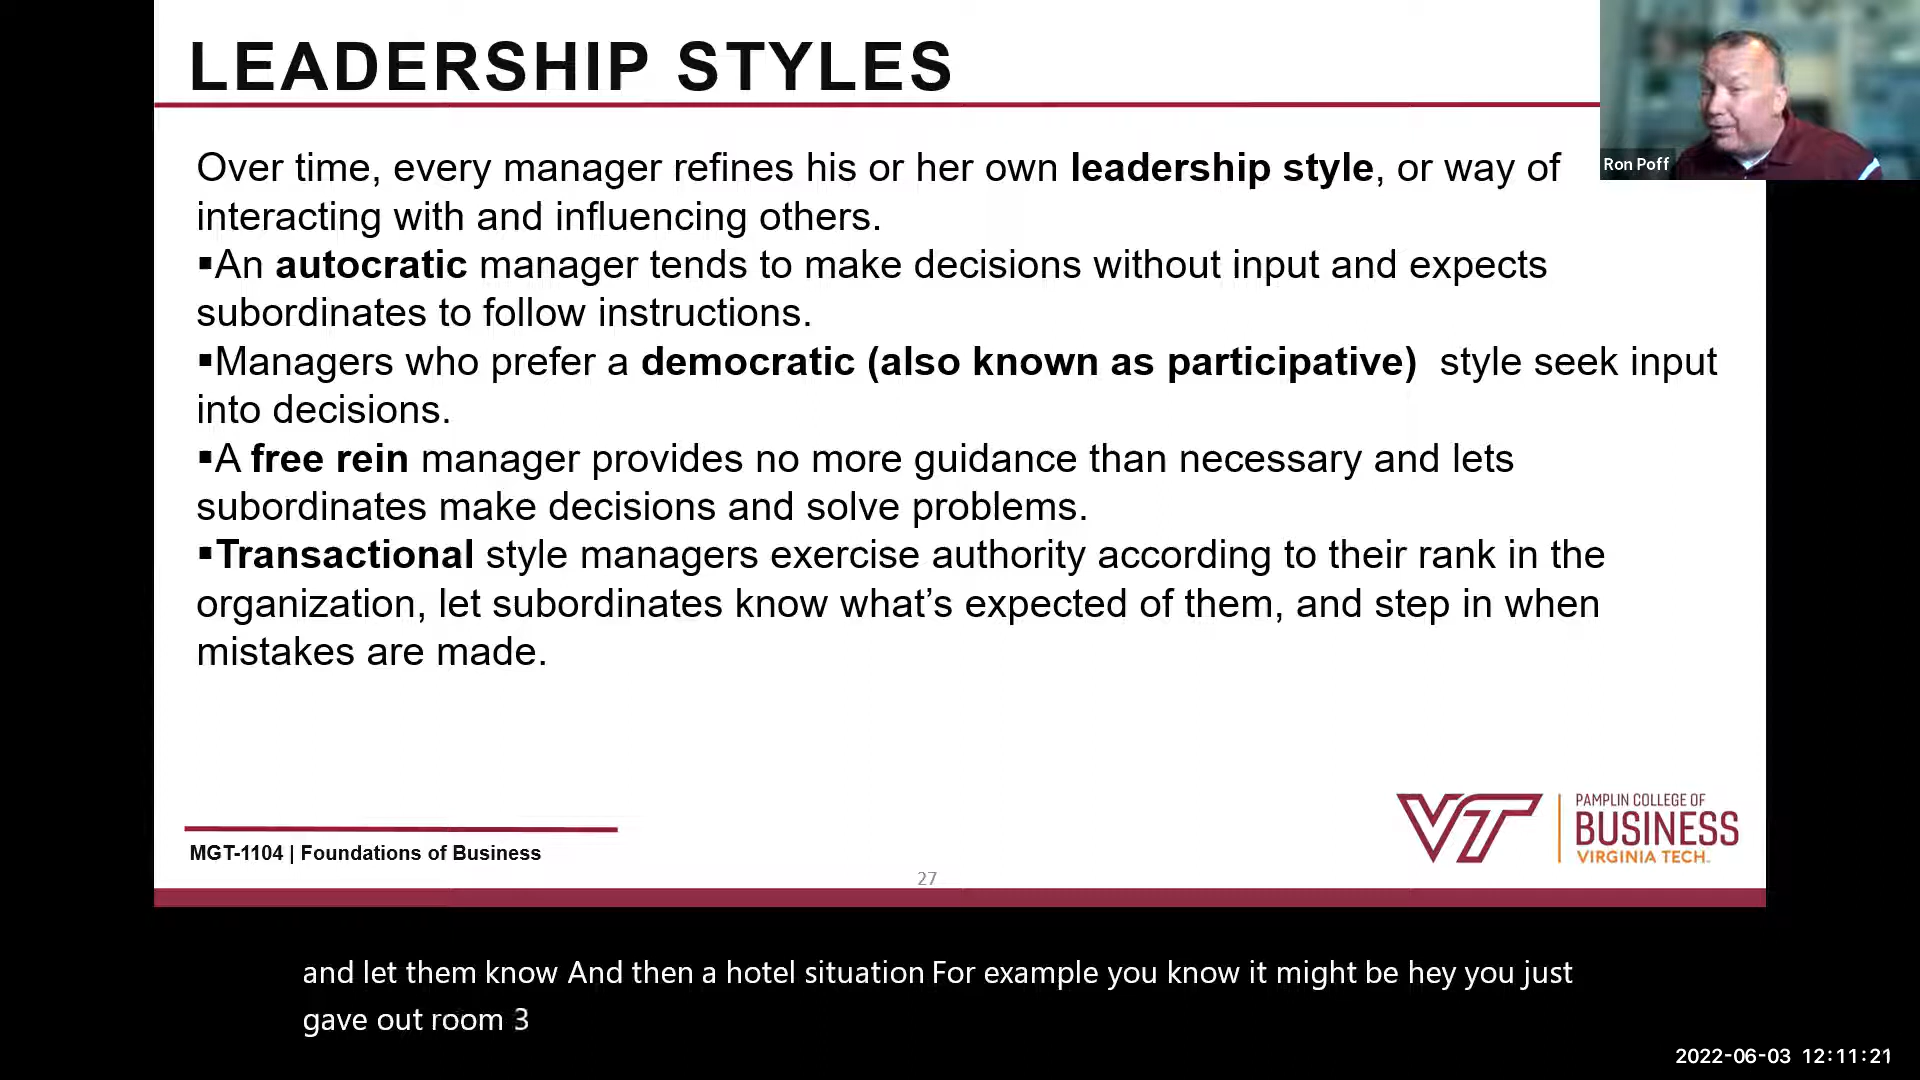 LEADERSHIP STYLES
Ron Poff
Over time, every manager refines his or her own leadership style, or way of
interacting with and influencing others.
▪An autocratic manager tends to make decisions without input and expects
subordinates to follow instructions.
▪Managers who prefer a democratic (also known as participative)  style seek input
into decisions.
▪A free rein manager provides no more guidance than necessary and lets
subordinates make decisions and solve problems.
▪Transactional style managers exercise authority according to their rank in the
organization, let subordinates know what’s expected of them, and step in when
mistakes are made.
VT
PAMPLIN COLLEGE OF
BUSINESS
VIRGINIA TECH.
MGT-1104 | Foundations of Business
27
and let them know And then a hotel situation For example you know it might be hey you just
gave out room 3
2022-06-03 12:11:21